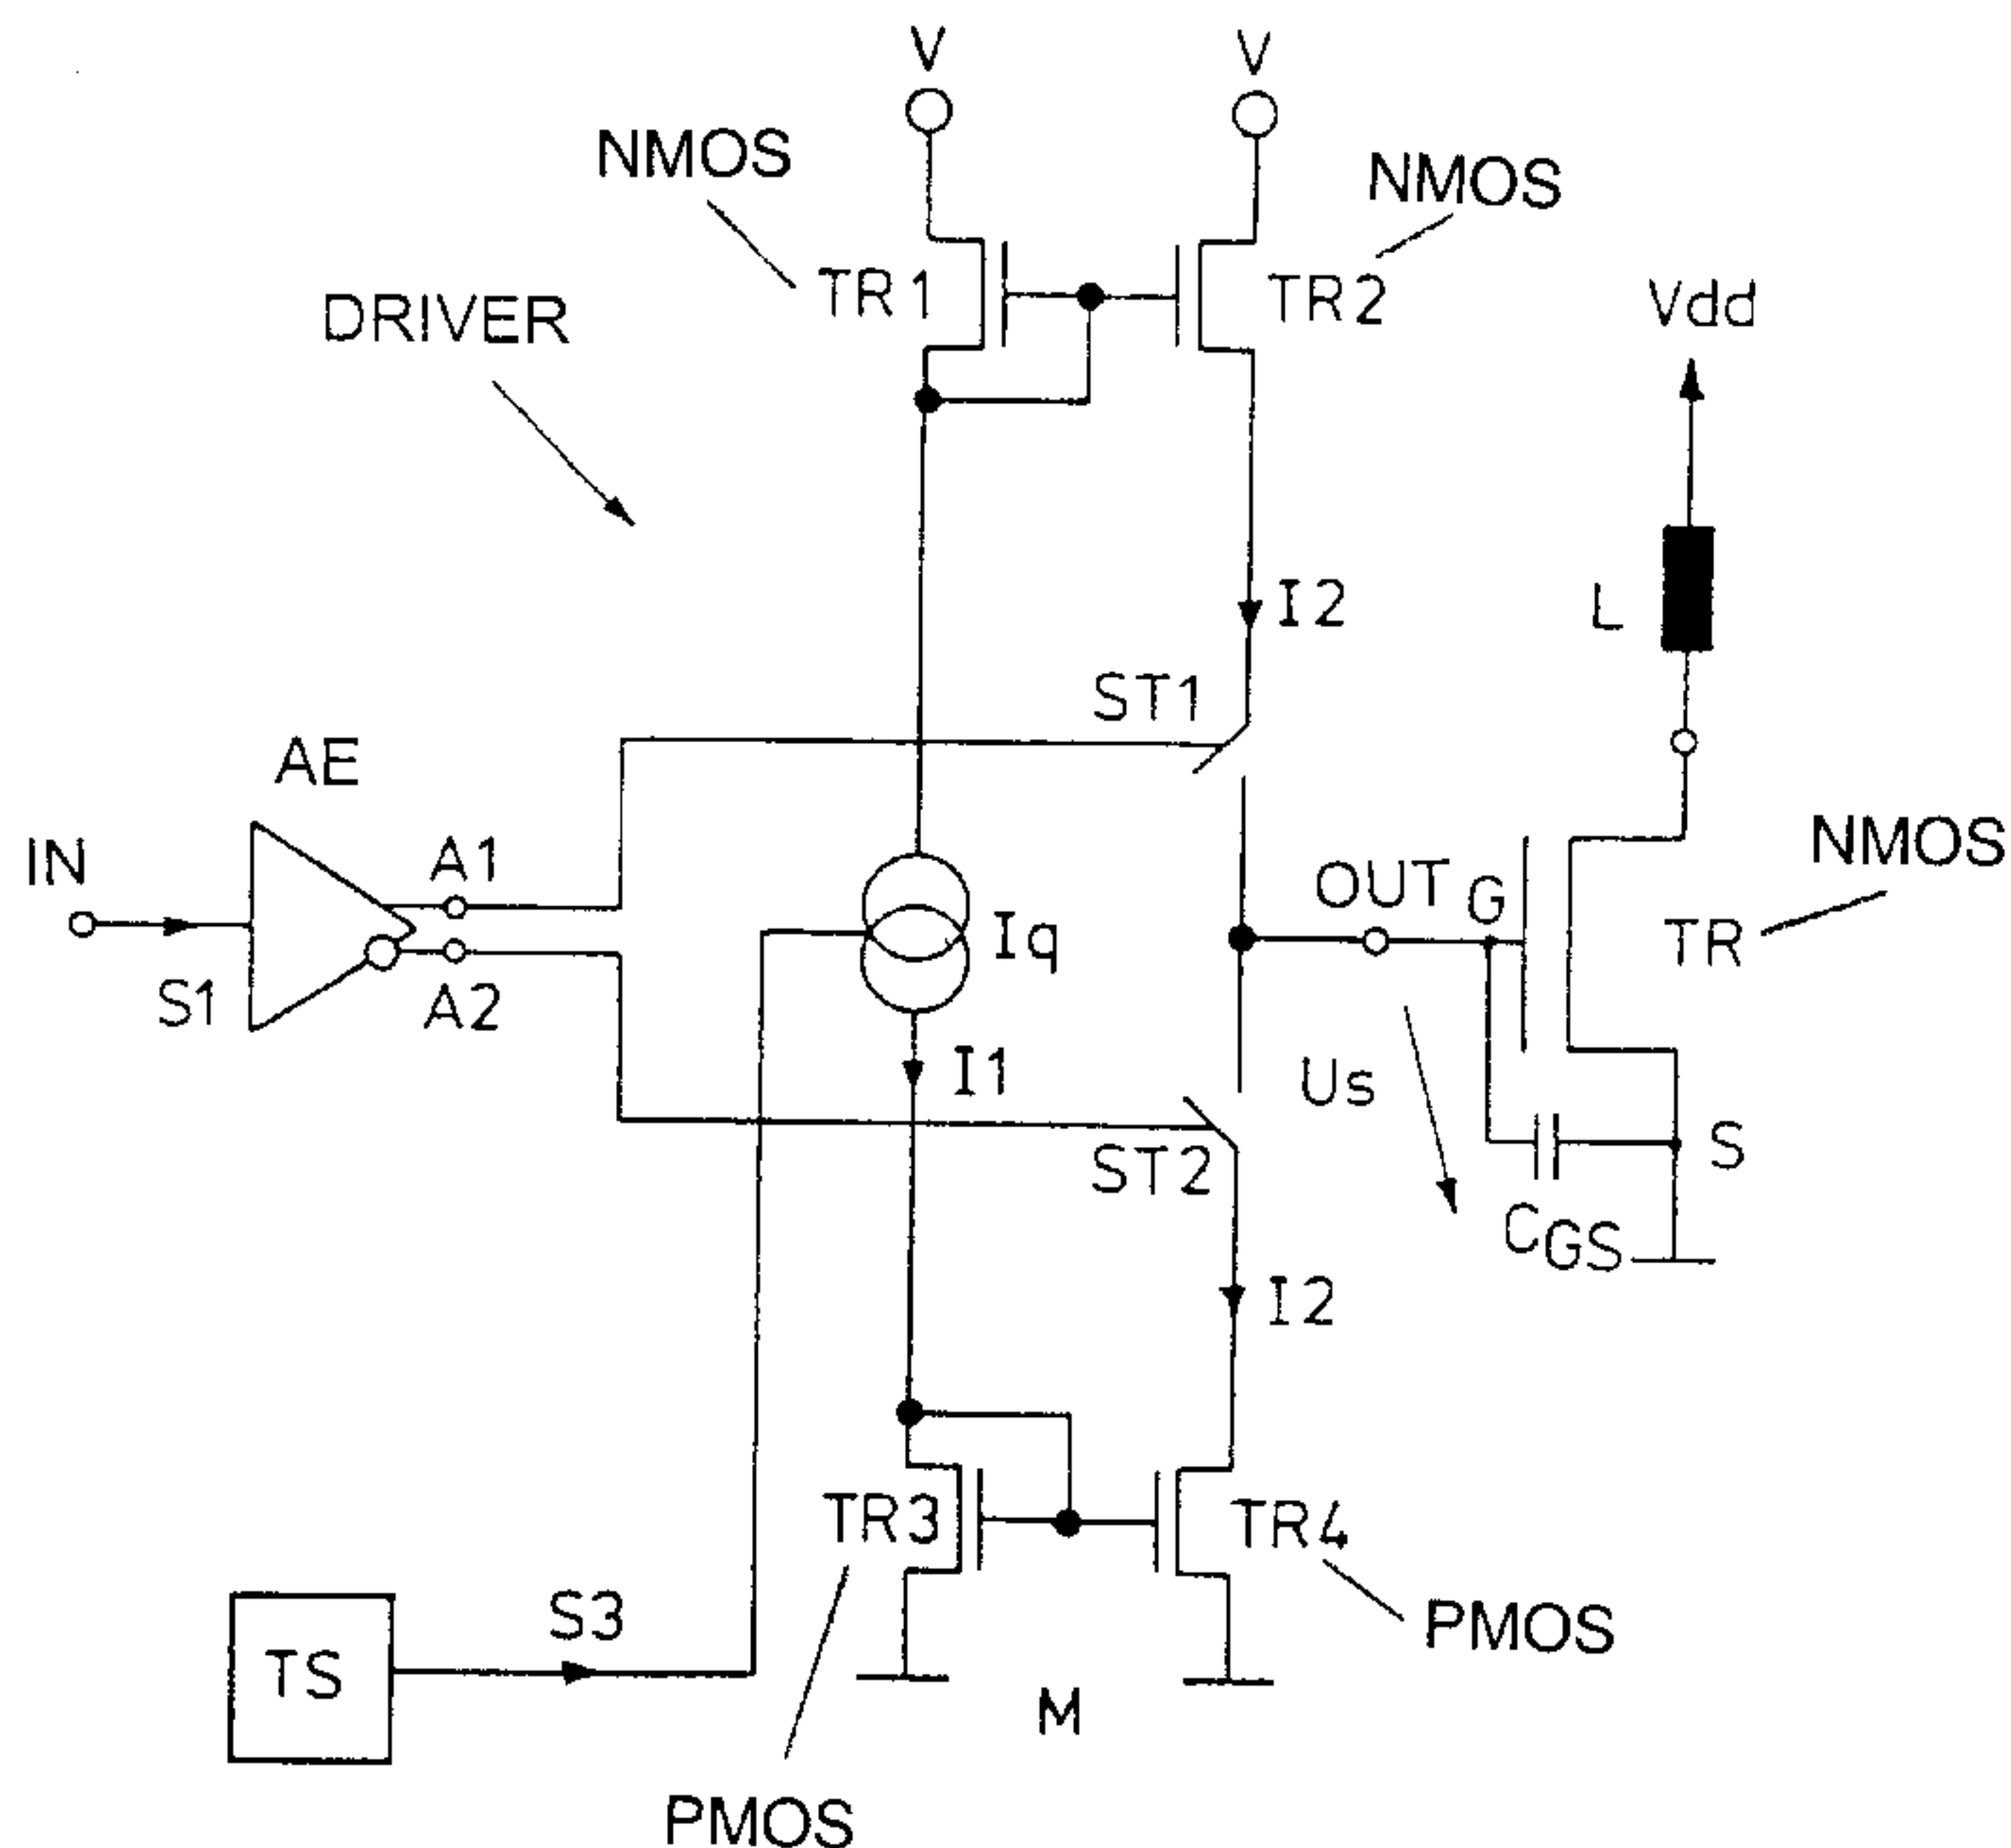 V
V
NMOS
NMOS
TR1
TR2
DRIVER
Vdd
I2
L
ST1
AE
IN
A1
NMOS
OUT
G
TR
Iq
S1
A2
I1
Us
S
ST2
CGS
I2
TR3
TR4
S3
PMOS
TS
M
PMOS